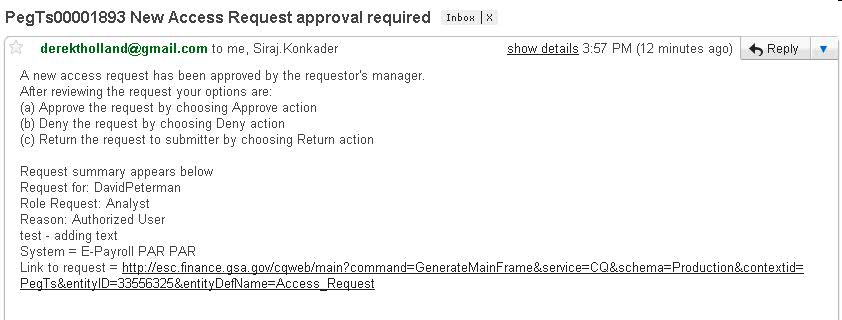 PegTs00001893 New Access Request approval required Inbox X
derektholland@gmail.com to me, Siraj.Konkader show details 3:57 PM (12 minutes ago) Reply
A new access request has been approved by the requestor's manager.
After reviewing the request your options are:
(a) Approve the request by choosing Approve action
(b) Deny the request by choosing Deny action
(c) Return the request to submitter by choosing Return action
Request summary appears below
Request for: DavidPeterman
Role Request: Analyst
Reason: Authorized User
test - adding text
System = E-Payroll PAR PAR
Link to request = http://esc.finance.gsa.gov/cqweb/main?command=GenerateMainFrame&service=CQ&schema=Production&contextid=
PegTs&entityID=33556325&entityDefName=Access_Request